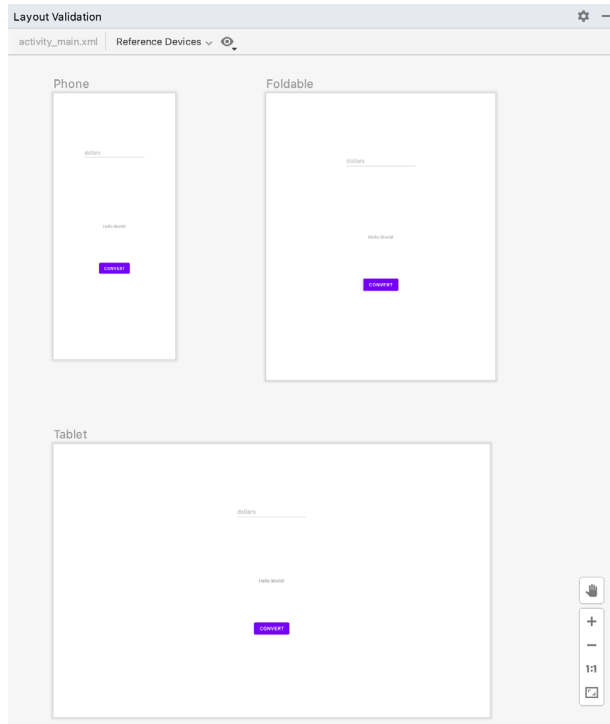 Layout Validation
activity_main.xml Reference Devices
Phone
dollars
Hello World!
CONVERT
Foldable
dollars
Hello World!
CONVERT
Tablet
dollars
Hello World!
CONVERT
1:1